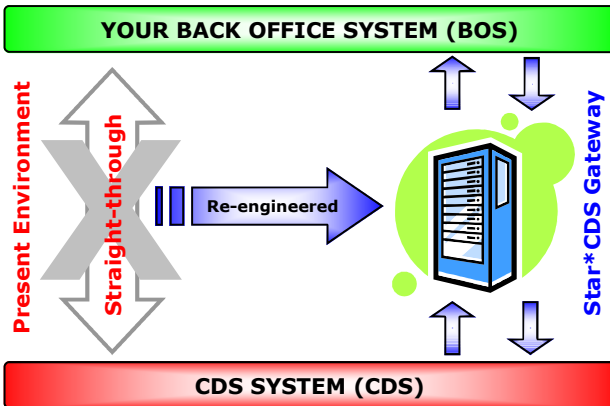 YOUR BACK OFFICE SYSTEM (BOS)
Present Environment
Straight-through
Re-engineered
Star*CDS Gateway
CDS SYSTEM (CDS)